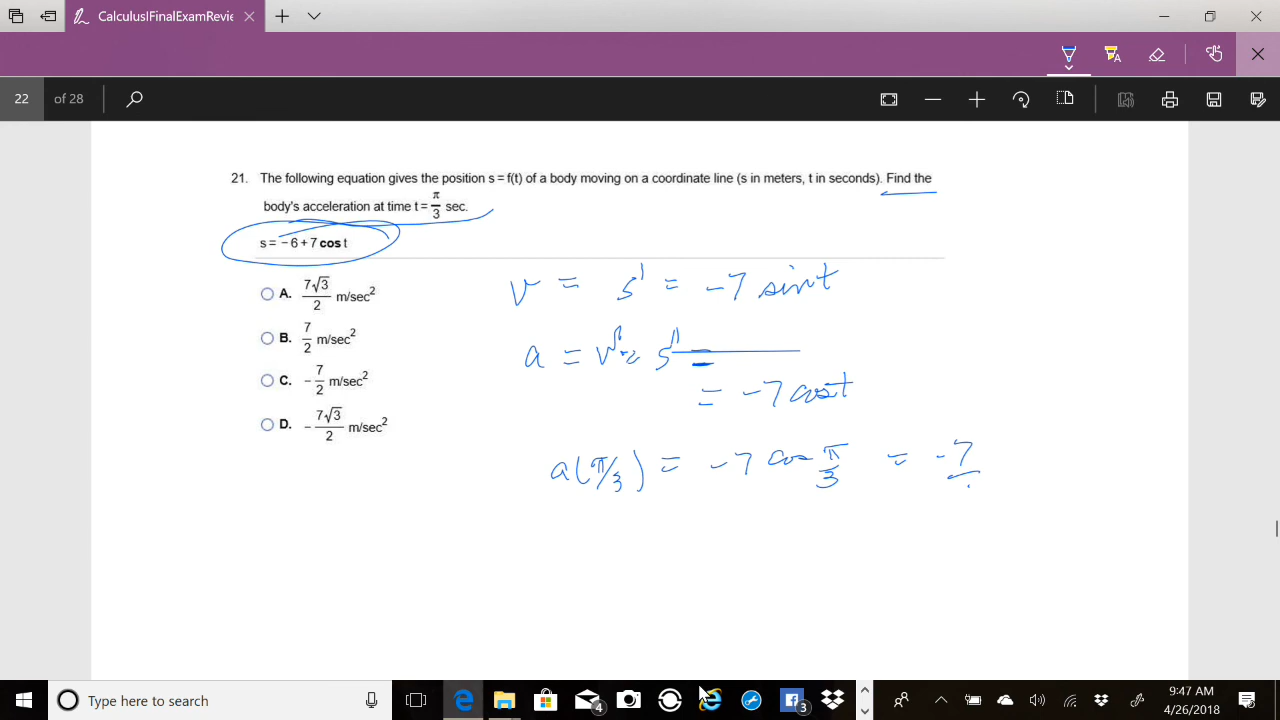 CalculusIFinalExamRevie
22 of 28
21. The following equation gives the position s = f(t) of a body moving on a coordinate line (s in meters, t in seconds). Find the
body's acceleration at time t = π/3 sec.
s = − 6 + 7 cos t
A. 7√3/2 m/sec²
B. 7/2 m/sec²
C. − 7/2 m/sec²
D. − 7√3/2 m/sec²
v = s' = -7 sint
a = v' = s'' =
= -7 cost
a(π/3) = -7 cos π/3 = -7
Type here to search
4
3
9:47 AM
4/26/2018